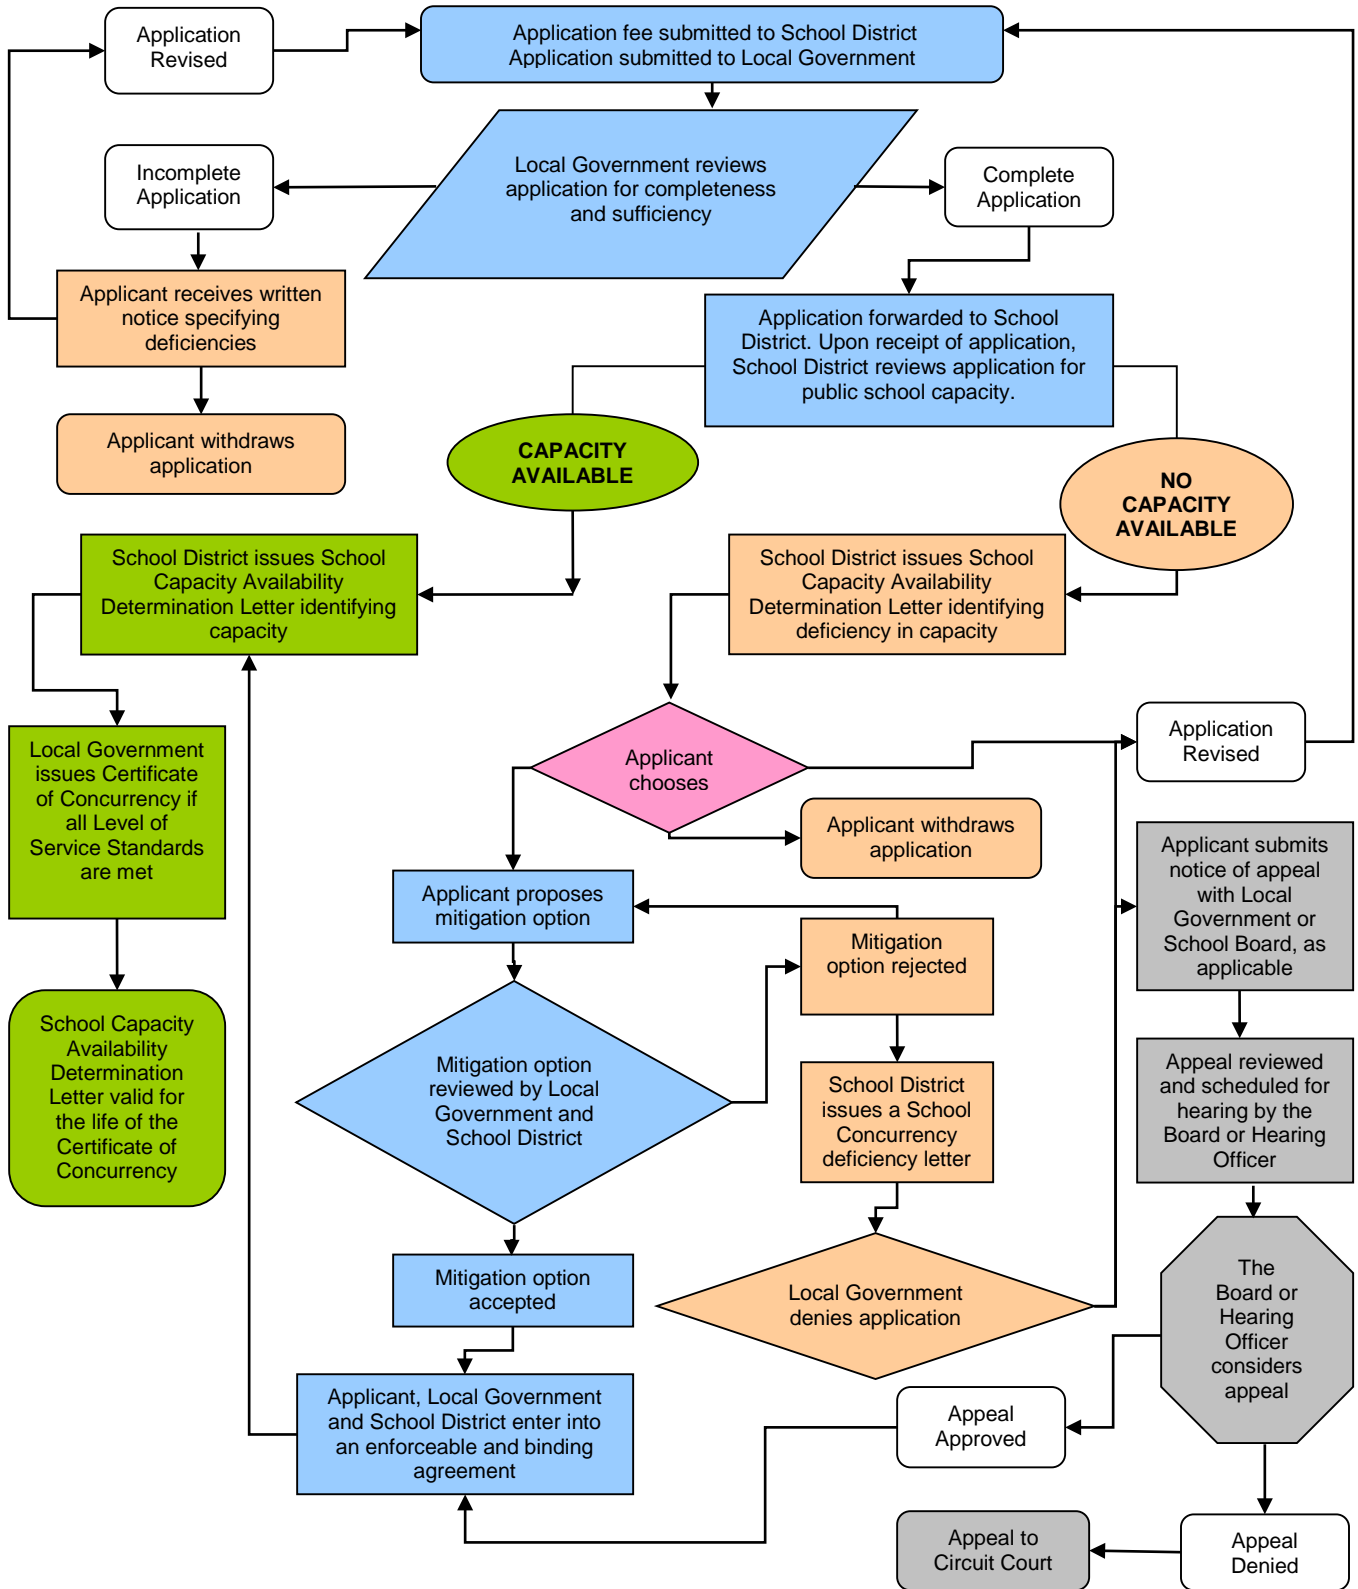 Application
Revised
Application fee submitted to School District
Application submitted to Local Government
Incomplete
Application
Local Government reviews
application for completeness
and sufficiency
Complete
Application
Applicant receives written
notice specifying
deficiencies
Application forwarded to School
District. Upon receipt of application,
School District reviews application for
public school capacity.
Applicant withdraws
application
CAPACITY
AVAILABLE
NO
CAPACITY
AVAILABLE
School District issues School
Capacity Availability
Determination Letter identifying
capacity
School District issues School
Capacity Availability
Determination Letter identifying
deficiency in capacity
Local Government
issues Certificate
of Concurrency if
all Level of
Service Standards
are met
Applicant
chooses
Application
Revised
Applicant withdraws
application
Applicant proposes
mitigation option
Mitigation
option rejected
Applicant submits
notice of appeal
with Local
Government or
School Board, as
applicable
School Capacity
Availability
Determination
Letter valid for
the life of the
Certificate of
Concurrency
Mitigation option
reviewed by Local
Government and
School District
School District
issues a School
Concurrency
deficiency letter
Appeal reviewed
and scheduled for
hearing by the
Board or Hearing
Officer
Mitigation option
accepted
Local Government
denies application
The
Board or
Hearing
Officer
considers
appeal
Applicant, Local Government
and School District enter into
an enforceable and binding
agreement
Appeal
Approved
Appeal to
Circuit Court
Appeal
Denied